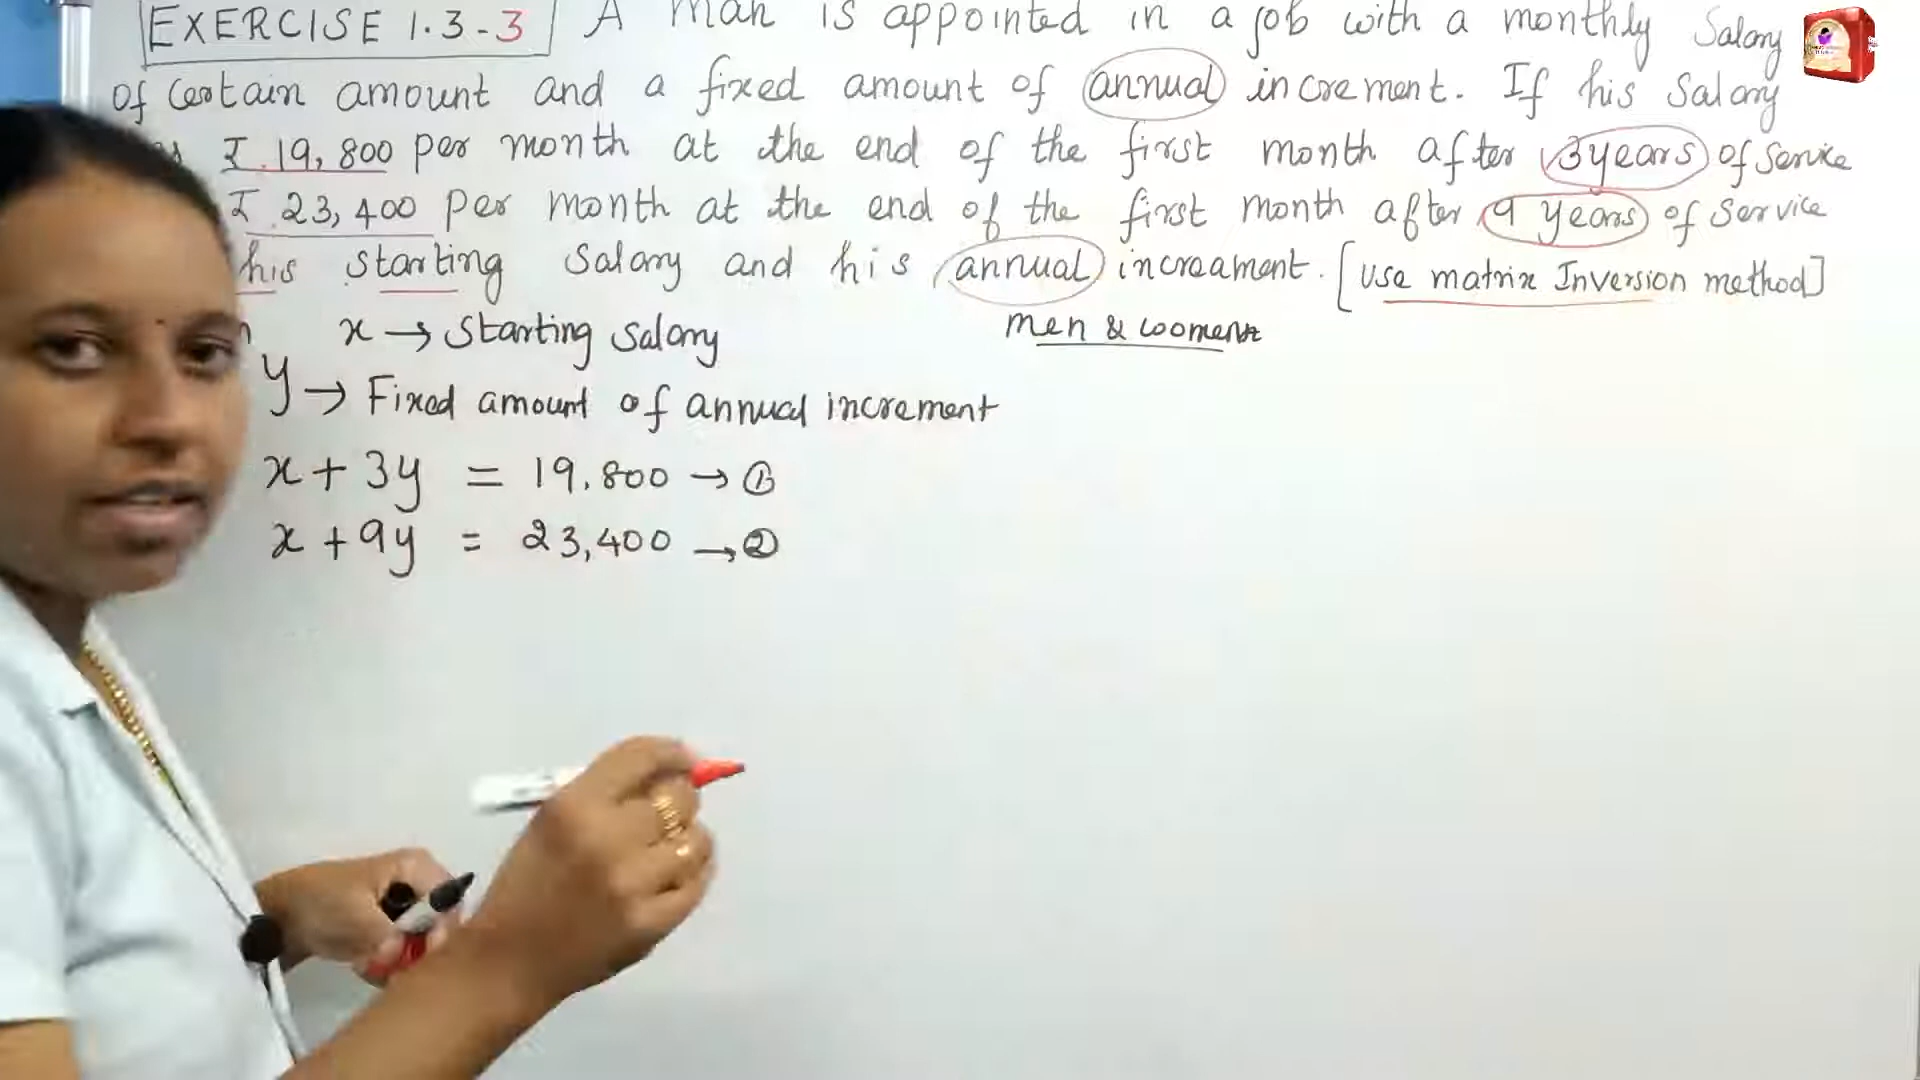 EXERCISE 1.3-3 A man is appointed in a job with a monthly Salary
of certain amount and a fixed amount of annual increment. If his Salary
₹ 19,800 per month at the end of the first month after 3 years of Service
₹ 23,400 per month at the end of the first month after 9 years of Service
his starting Salary and his annual increament. [Use matrix Inversion method]
x → Starting Salary
men & woomens
y → Fixed amount of annual increment
x + 3y = 19,800 → ①
x + 9y = 23,400 → ②